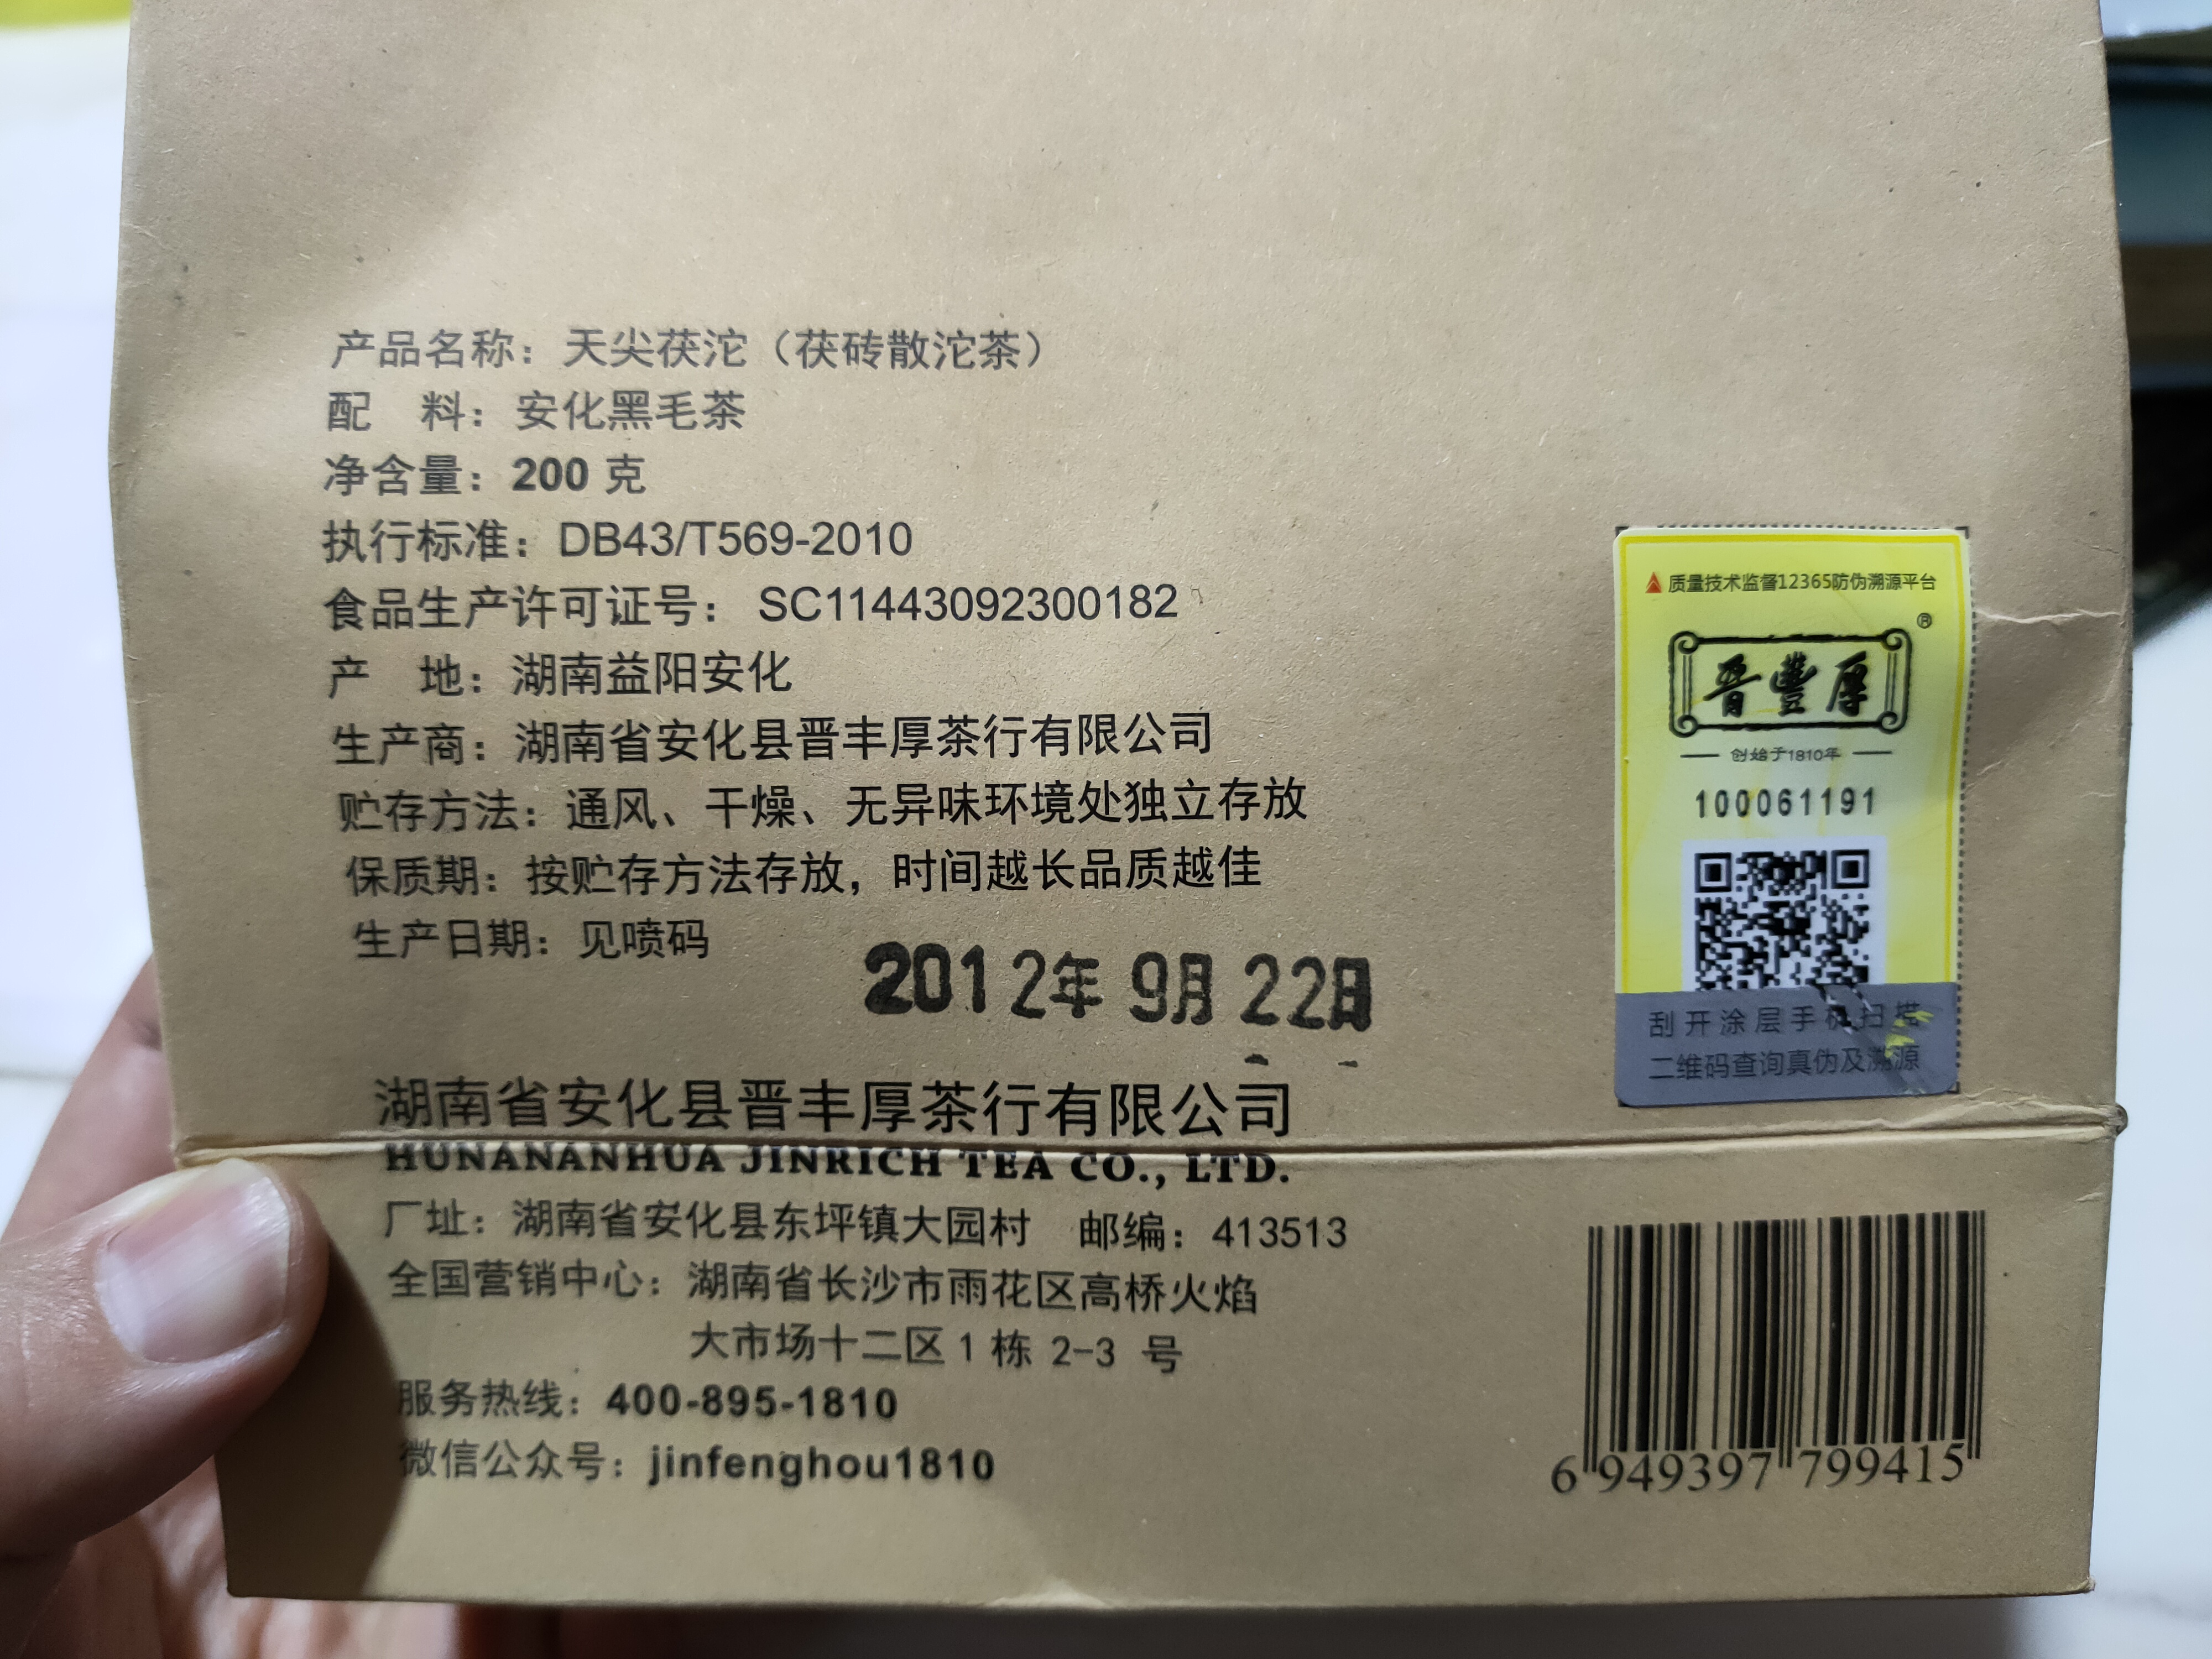 产品名称：天尖茯沱（茯砖散沱茶）
配　料：安化黑毛茶
净含量：200 克
执行标准：DB43/T569-2010
食品生产许可证号： SC11443092300182
产　地：湖南益阳安化
生产商：湖南省安化县晋丰厚茶行有限公司
贮存方法：通风、干燥、无异味环境处独立存放
保质期：按贮存方法存放，时间越长品质越佳
生产日期：见喷码
2012年 9月 22日
湖南省安化县晋丰厚茶行有限公司
HUNANANHUA JINRICH TEA CO., LTD.
厂址：湖南省安化县东坪镇大园村　邮编：413513
全国营销中心：湖南省长沙市雨花区高桥火焰
大市场十二区 1 栋 2-3 号
服务热线：400-895-1810
微信公众号：jinfenghou1810
质量技术监督12365防伪溯源平台
®
晋豐厚
创始于1810年
100061191
刮开涂层手机扫描
二维码查询真伪及溯源
6 949397 799415